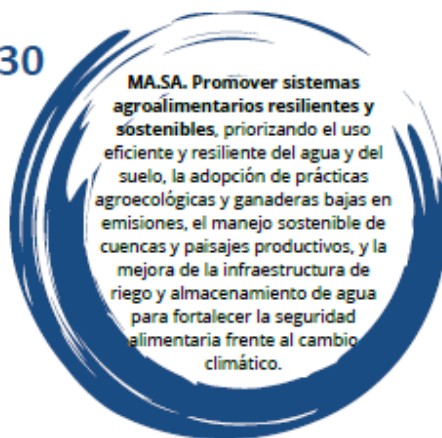 30
MA.SA. Promover sistemas
agroalimentarios resilientes y
sostenibles, priorizando el uso
eficiente y resiliente del agua y del
suelo, la adopción de prácticas
agroecológicas y ganaderas bajas en
emisiones, el manejo sostenible de
cuencas y paisajes productivos, y la
mejora de la infraestructura de
riego y almacenamiento de agua
para fortalecer la seguridad
alimentaria frente al cambio
climático.